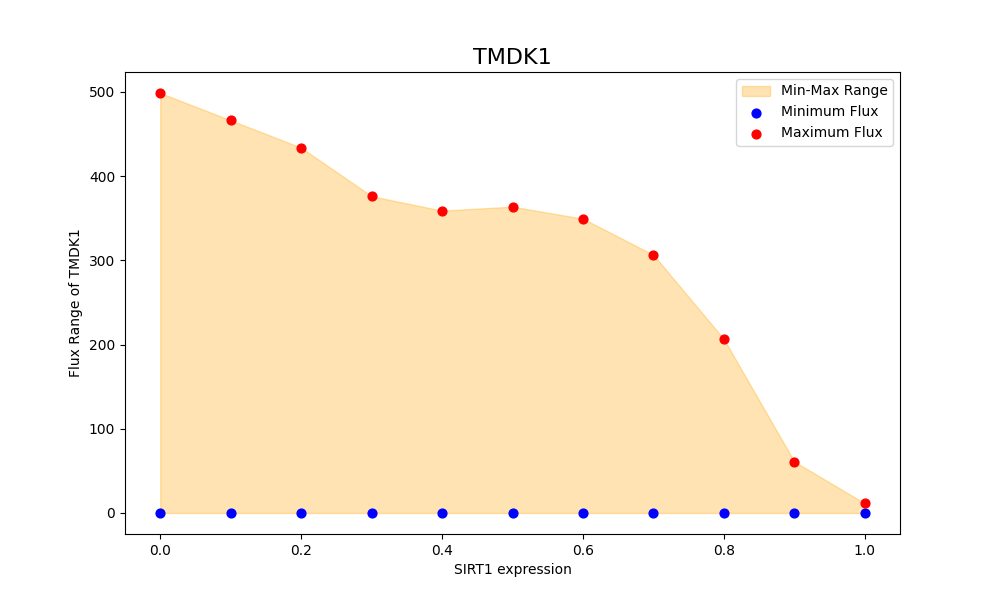 TMDK1
Flux Range of TMDK1
500
400
300
200
100
0
Min-Max Range
Minimum Flux
Maximum Flux
0.0 0.2 0.4 0.6 0.8 1.0
SIRT1 expression